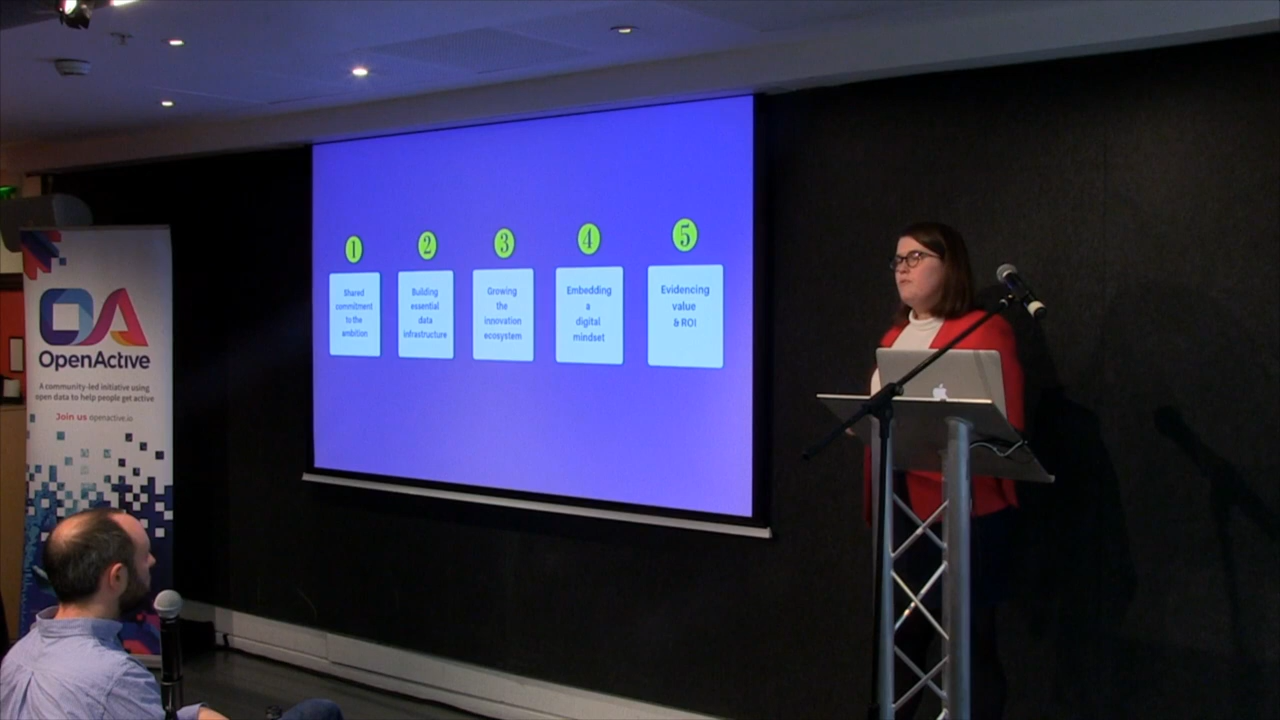 1
Shared
commitment
to the
ambition
2
Building
essential
data
infrastructure
3
Growing
the
innovation
ecosystem
4
Embedding
a
digital
mindset
5
Evidencing
value
& ROI
OA
OpenActive
A community-led initiative using
open data to help people get active
Join us openactive.io